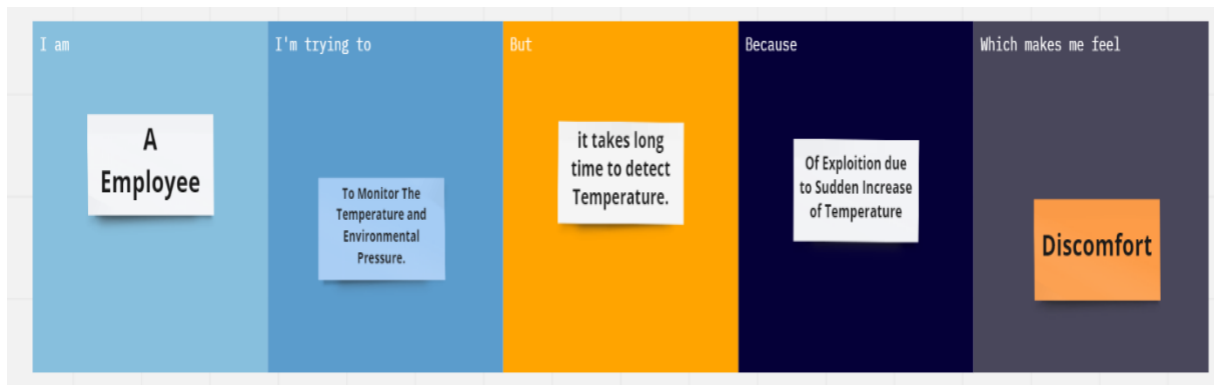 I am
A
Employee
I'm trying to
To Monitor The
Temperature and
Environmental
Pressure.
But
it takes long
time to detect
Temperature.
Because
Of Exploition due
to Sudden Increase
of Temperature
Which makes me feel
Discomfort